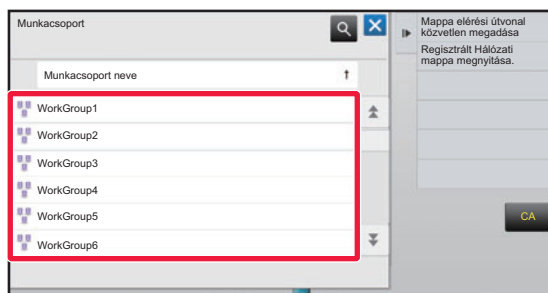 Munkacsoport
Munkacsoport neve
WorkGroup1
WorkGroup2
WorkGroup3
WorkGroup4
WorkGroup5
WorkGroup6
Mappa elérési útvonal
közvetlen megadása
Regisztrált Hálózati
mappa megnyitása.
CA